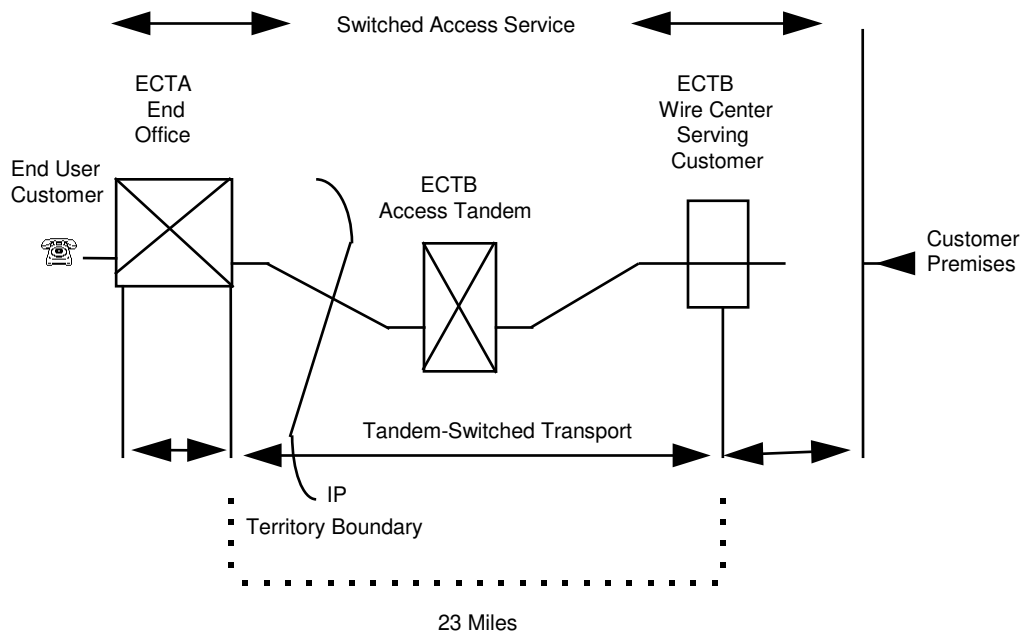 Switched Access Service
ECTA
End
Office
ECTB
Wire Center
Serving
Customer
End User
Customer
ECTB
Access Tandem
Customer
Premises
Tandem-Switched Transport
IP
Territory Boundary
23 Miles